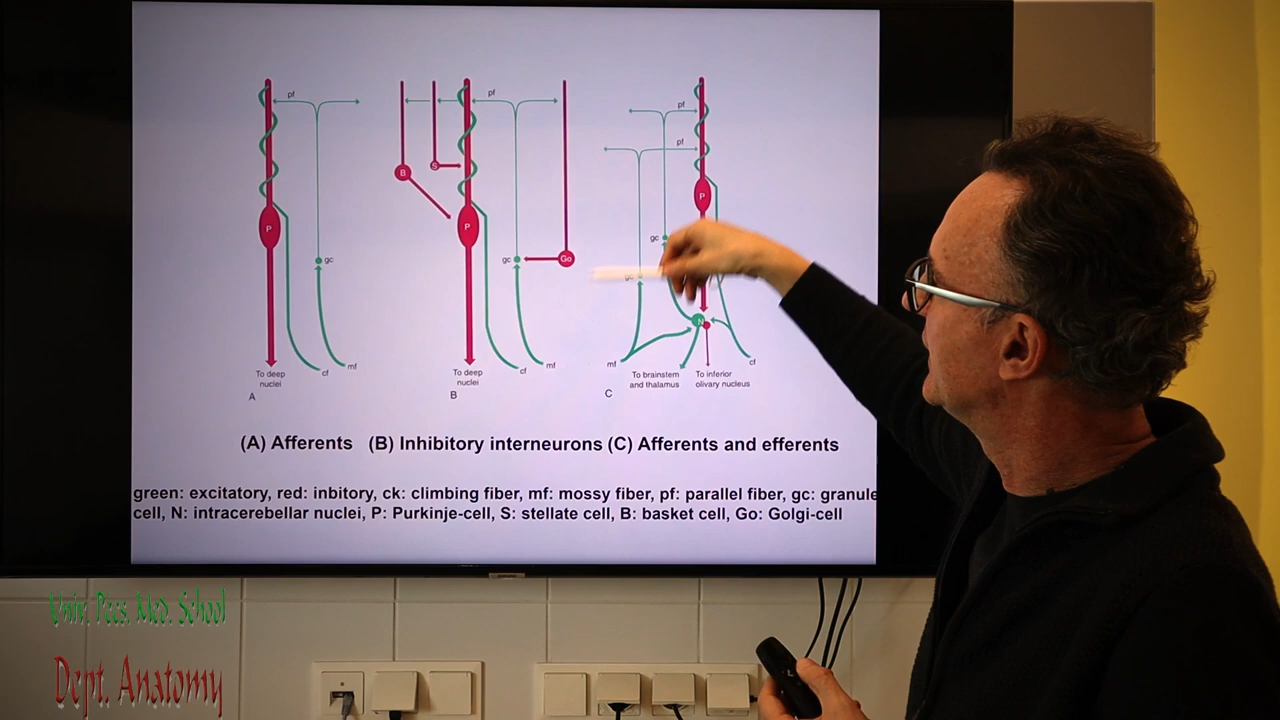 pf
P
gc
cf
mf
To deep
nuclei
A
pf
B
S
P
gc
Go
cf
mf
To deep
nuclei
B
pf
pf
P
gc
gc
N
mf
cf
To brainstem
and thalamus
To inferior
olivary nucleus
C
(A) Afferents (B) Inhibitory interneurons (C) Afferents and efferents
green: excitatory, red: inbitory, ck: climbing fiber, mf: mossy fiber, pf: parallel fiber, gc: granule
cell, N: intracerebellar nuclei, P: Purkinje-cell, S: stellate cell, B: basket cell, Go: Golgi-cell
Univ. Pecs. Med. School
Dept. Anatomy